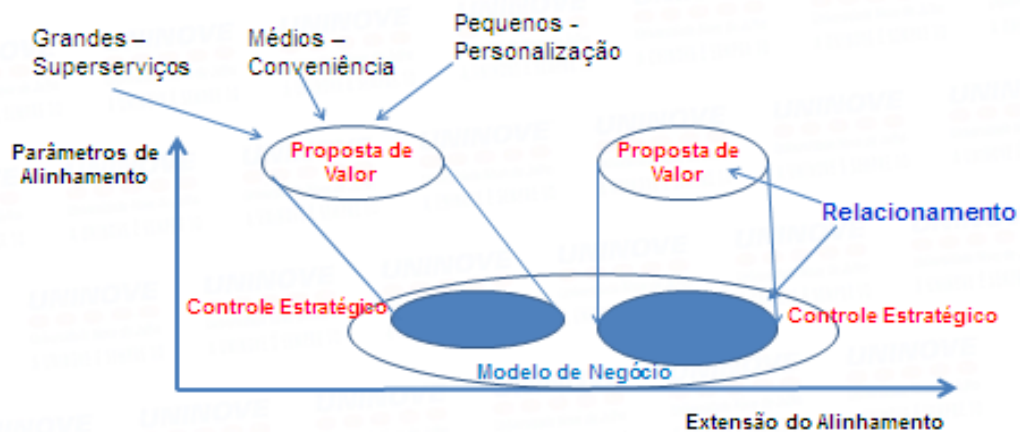 Grandes –
Superserviços
Médios –
Conveniência
Pequenos -
Personalização
Parâmetros de
Alinhamento
Proposta de
Valor
Proposta de
Valor
Relacionamento
Controle Estratégico
Controle Estratégico
Modelo de Negócio
Extensão do Alinhamento